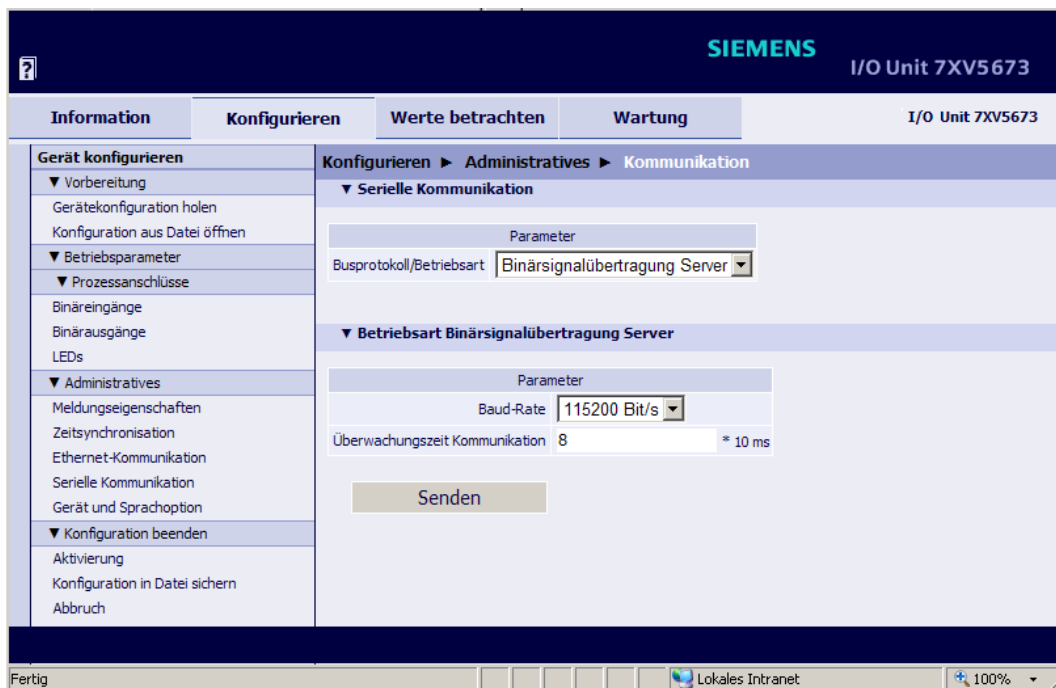 SIEMENS
?
I/O Unit 7XV5673
Information
Konfigurieren
Werte betrachten
Wartung
I/O Unit 7XV5673
Gerät konfigurieren
▼ Vorbereitung
Gerätekonfiguration holen
Konfiguration aus Datei öffnen
▼ Betriebsparameter
▼ Prozessanschlüsse
Binäreingänge
Binärausgänge
LEDs
▼ Administratives
Meldungseigenschaften
Zeitsynchronisation
Ethernet-Kommunikation
Serielle Kommunikation
Gerät und Sprachoption
▼ Konfiguration beenden
Aktivierung
Konfiguration in Datei sichern
Abbruch
Konfigurieren ► Administratives ► Kommunikation
▼ Serielle Kommunikation
Parameter
Busprotokoll/Betriebsart Binärsignalübertragung Server
▼ Betriebsart Binärsignalübertragung Server
Parameter
Baud-Rate 115200 Bit/s
Überwachungszeit Kommunikation 8 * 10 ms
Senden
Fertig
Lokales Intranet
100%